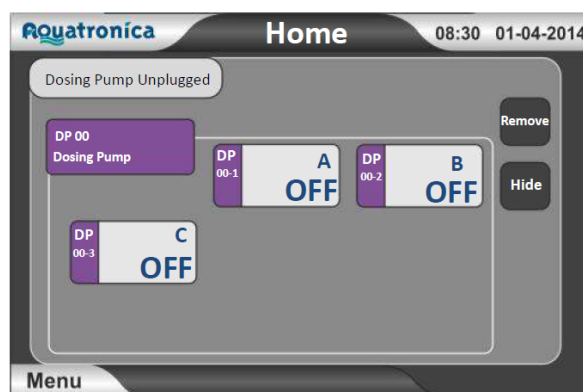 Aquatronica Home 08:30 01-04-2014
Dosing Pump Unplugged
DP 00
Dosing Pump
DP 00-1 A OFF
DP 00-2 B OFF
DP 00-3 C OFF
Remove
Hide
Menu